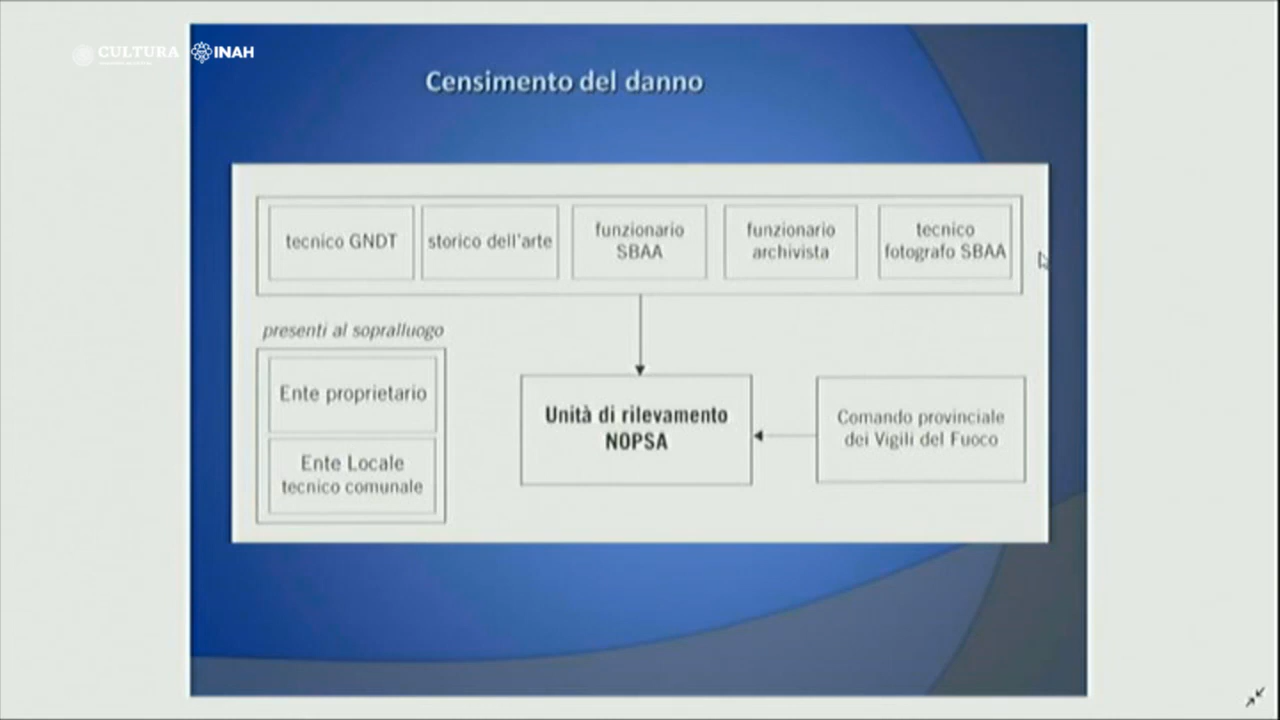 CULTURA INAH
Censimento del danno
tecnico GNDT
storico dell'arte
funzionario
SBAA
funzionario
archivista
tecnico
fotografo SBAA
presenti al sopralluogo
Ente proprietario
Ente Locale
tecnico comunale
Unità di rilevamento
NOPSA
Comando provinciale
dei Vigili del Fuoco